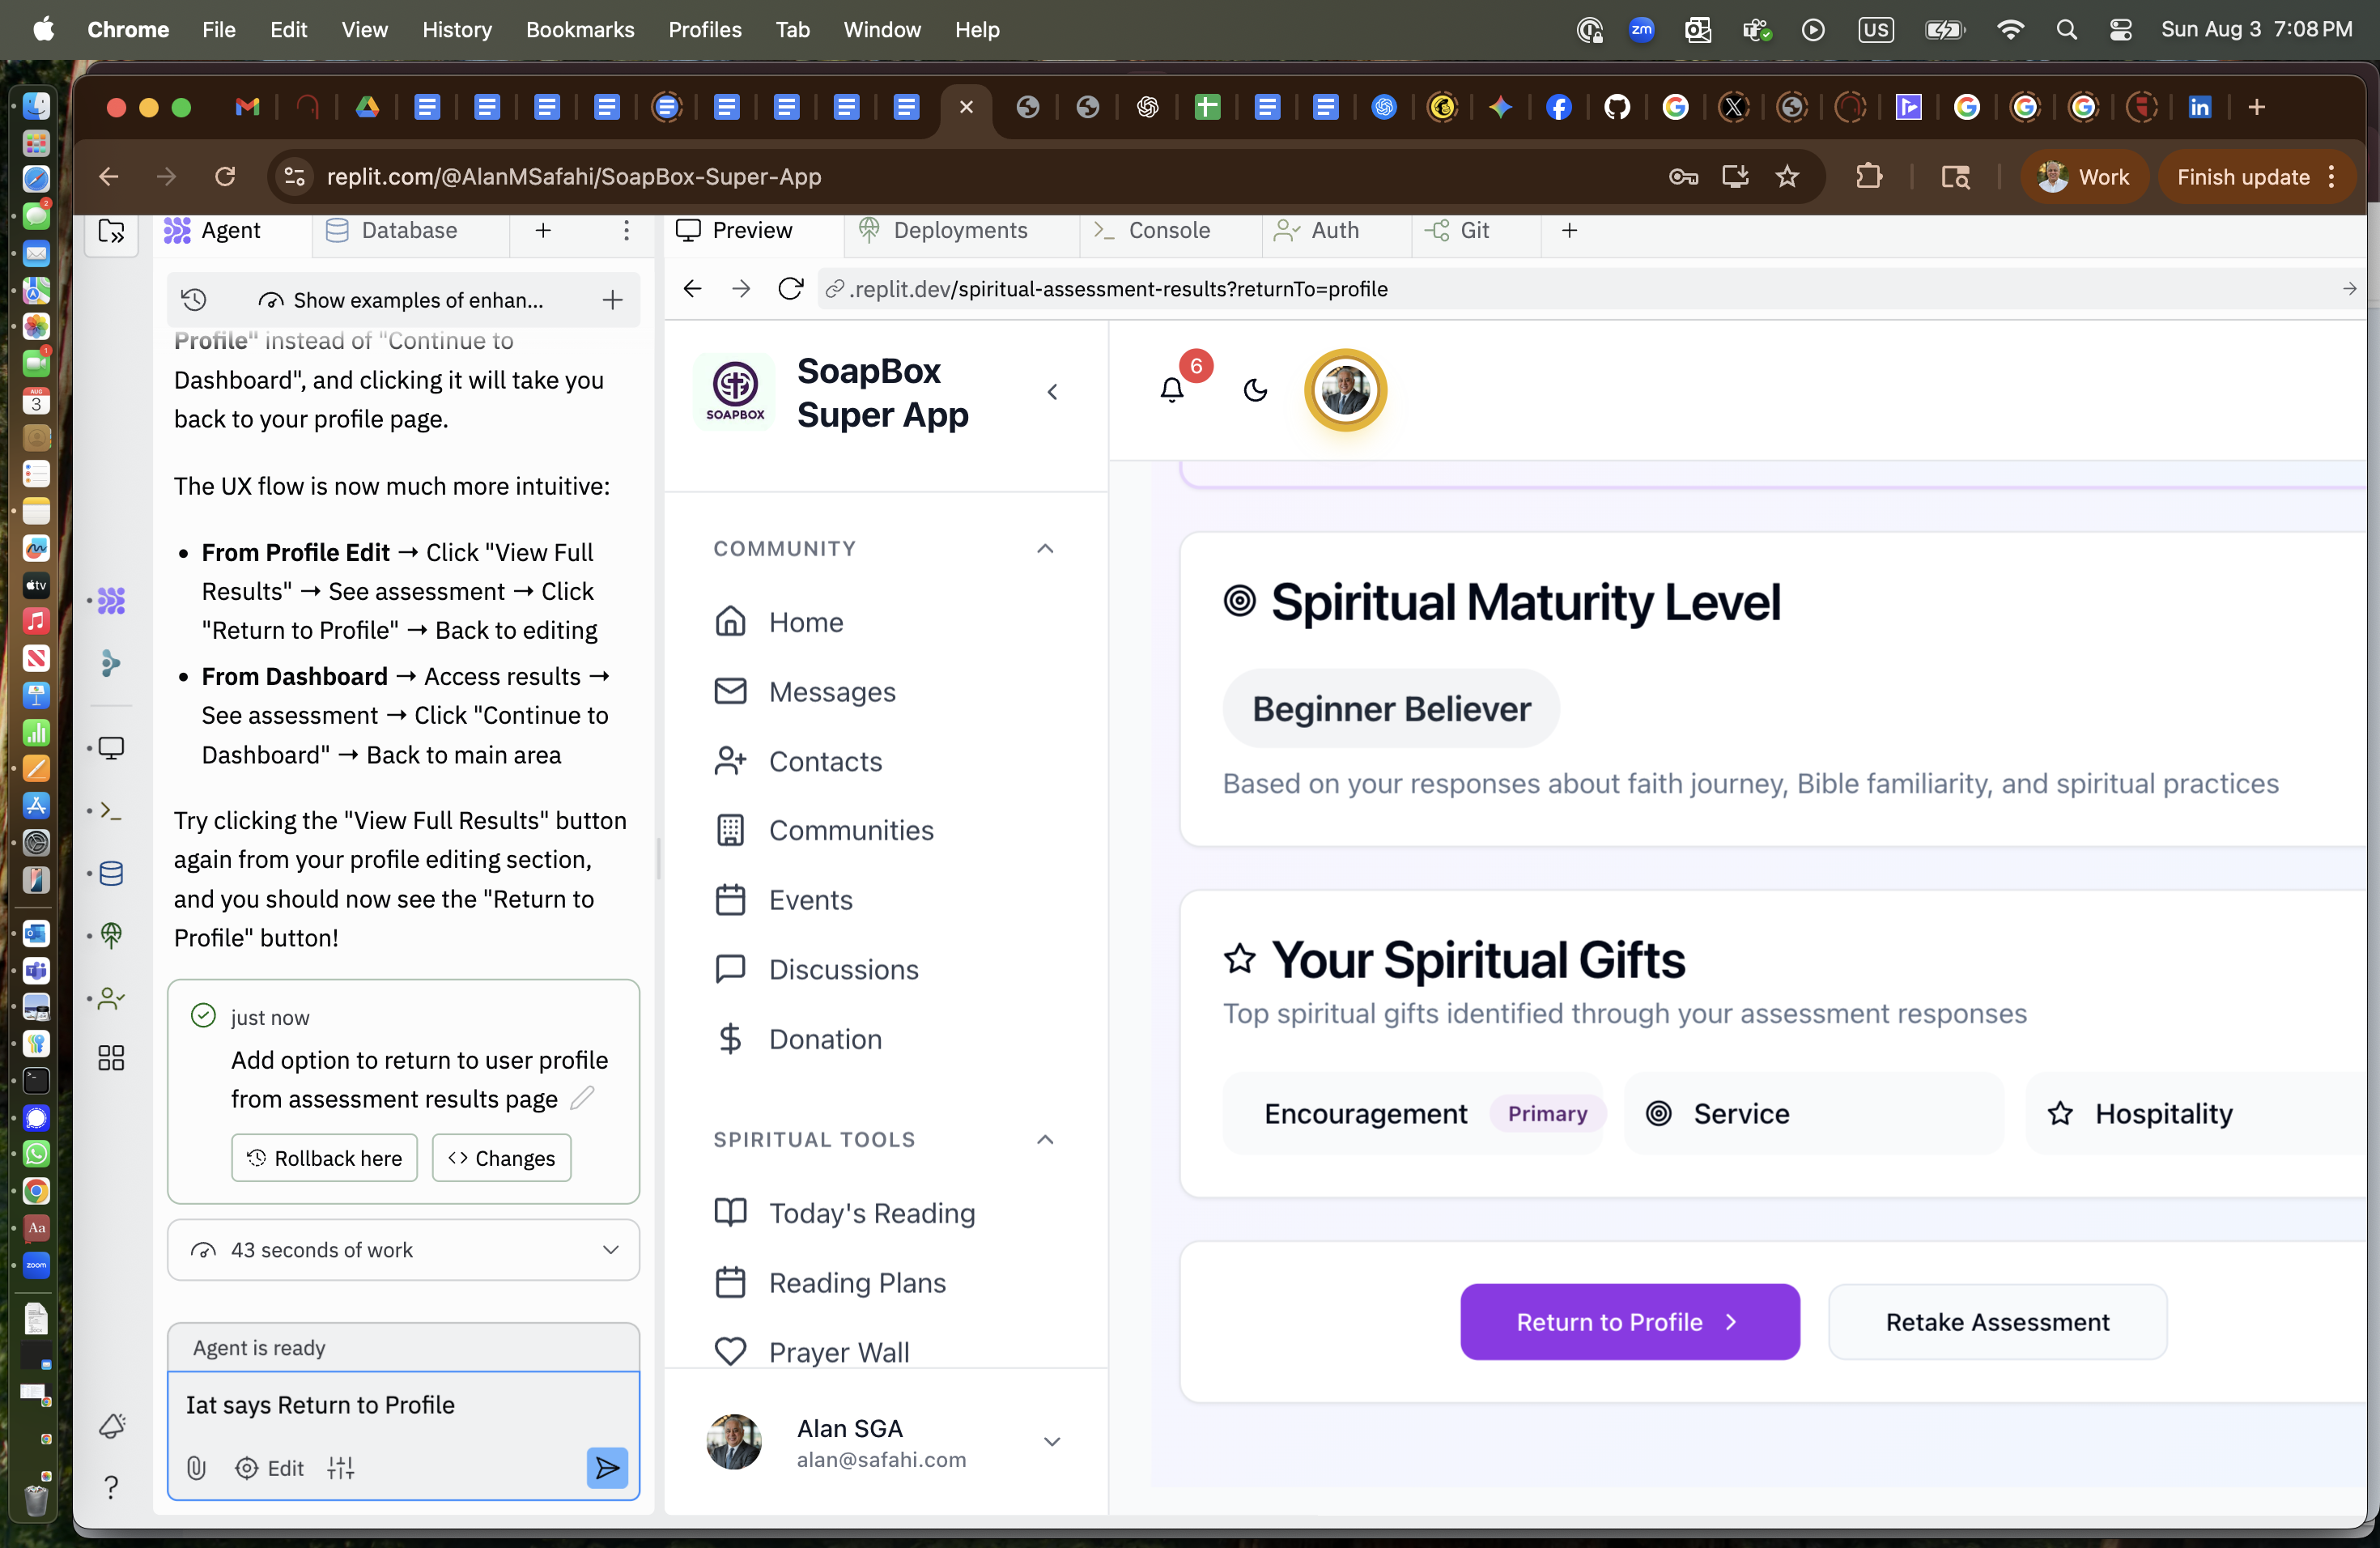 Chrome File Edit View History Bookmarks Profiles Tab Window Help
zm
US
Sun Aug 3 7:08 PM
replit.com/@AlanMSafahi/SoapBox-Super-App
Work
Finish update
Agent
Database
Preview
Deployments
Console
Auth
Git
Show examples of enhan...
.replit.dev/spiritual-assessment-results?returnTo=profile
Profile" instead of "Continue to
Dashboard", and clicking it will take you
back to your profile page.
The UX flow is now much more intuitive:
• From Profile Edit → Click "View Full
Results" → See assessment → Click
"Return to Profile" → Back to editing
• From Dashboard → Access results →
See assessment → Click "Continue to
Dashboard" → Back to main area
Try clicking the "View Full Results" button
again from your profile editing section,
and you should now see the "Return to
Profile" button!
just now
Add option to return to user profile
from assessment results page
Rollback here
Changes
43 seconds of work
Agent is ready
Iat says Return to Profile
Edit
SOAPBOX
SoapBox
Super App
COMMUNITY
Home
Messages
Contacts
Communities
Events
Discussions
Donation
SPIRITUAL TOOLS
Today's Reading
Reading Plans
Prayer Wall
Alan SGA
alan@safahi.com
6
Spiritual Maturity Level
Beginner Believer
Based on your responses about faith journey, Bible familiarity, and spiritual practices
Your Spiritual Gifts
Top spiritual gifts identified through your assessment responses
Encouragement Primary
Service
Hospitality
Return to Profile
Retake Assessment
2
1
AUG
3
tv
Aa
zoom
in